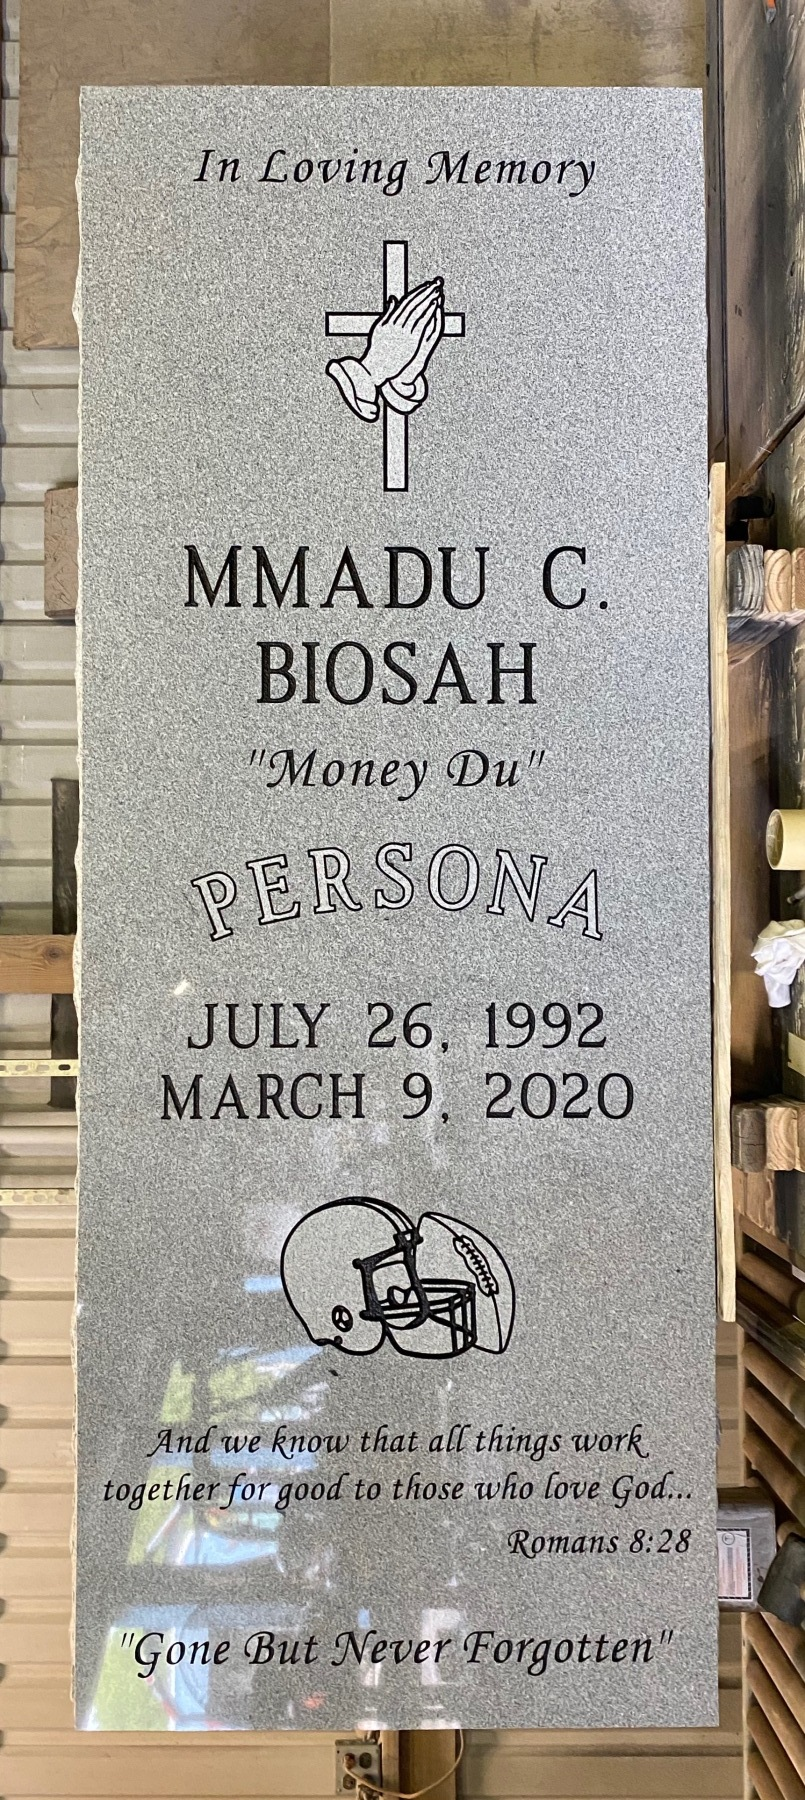 In Loving Memory
MMADU C.
BIOSAH
"Money Du"
PERSONA
JULY 26, 1992
MARCH 9, 2020
And we know that all things work
together for good to those who love God...
Romans 8:28
"Gone But Never Forgotten"